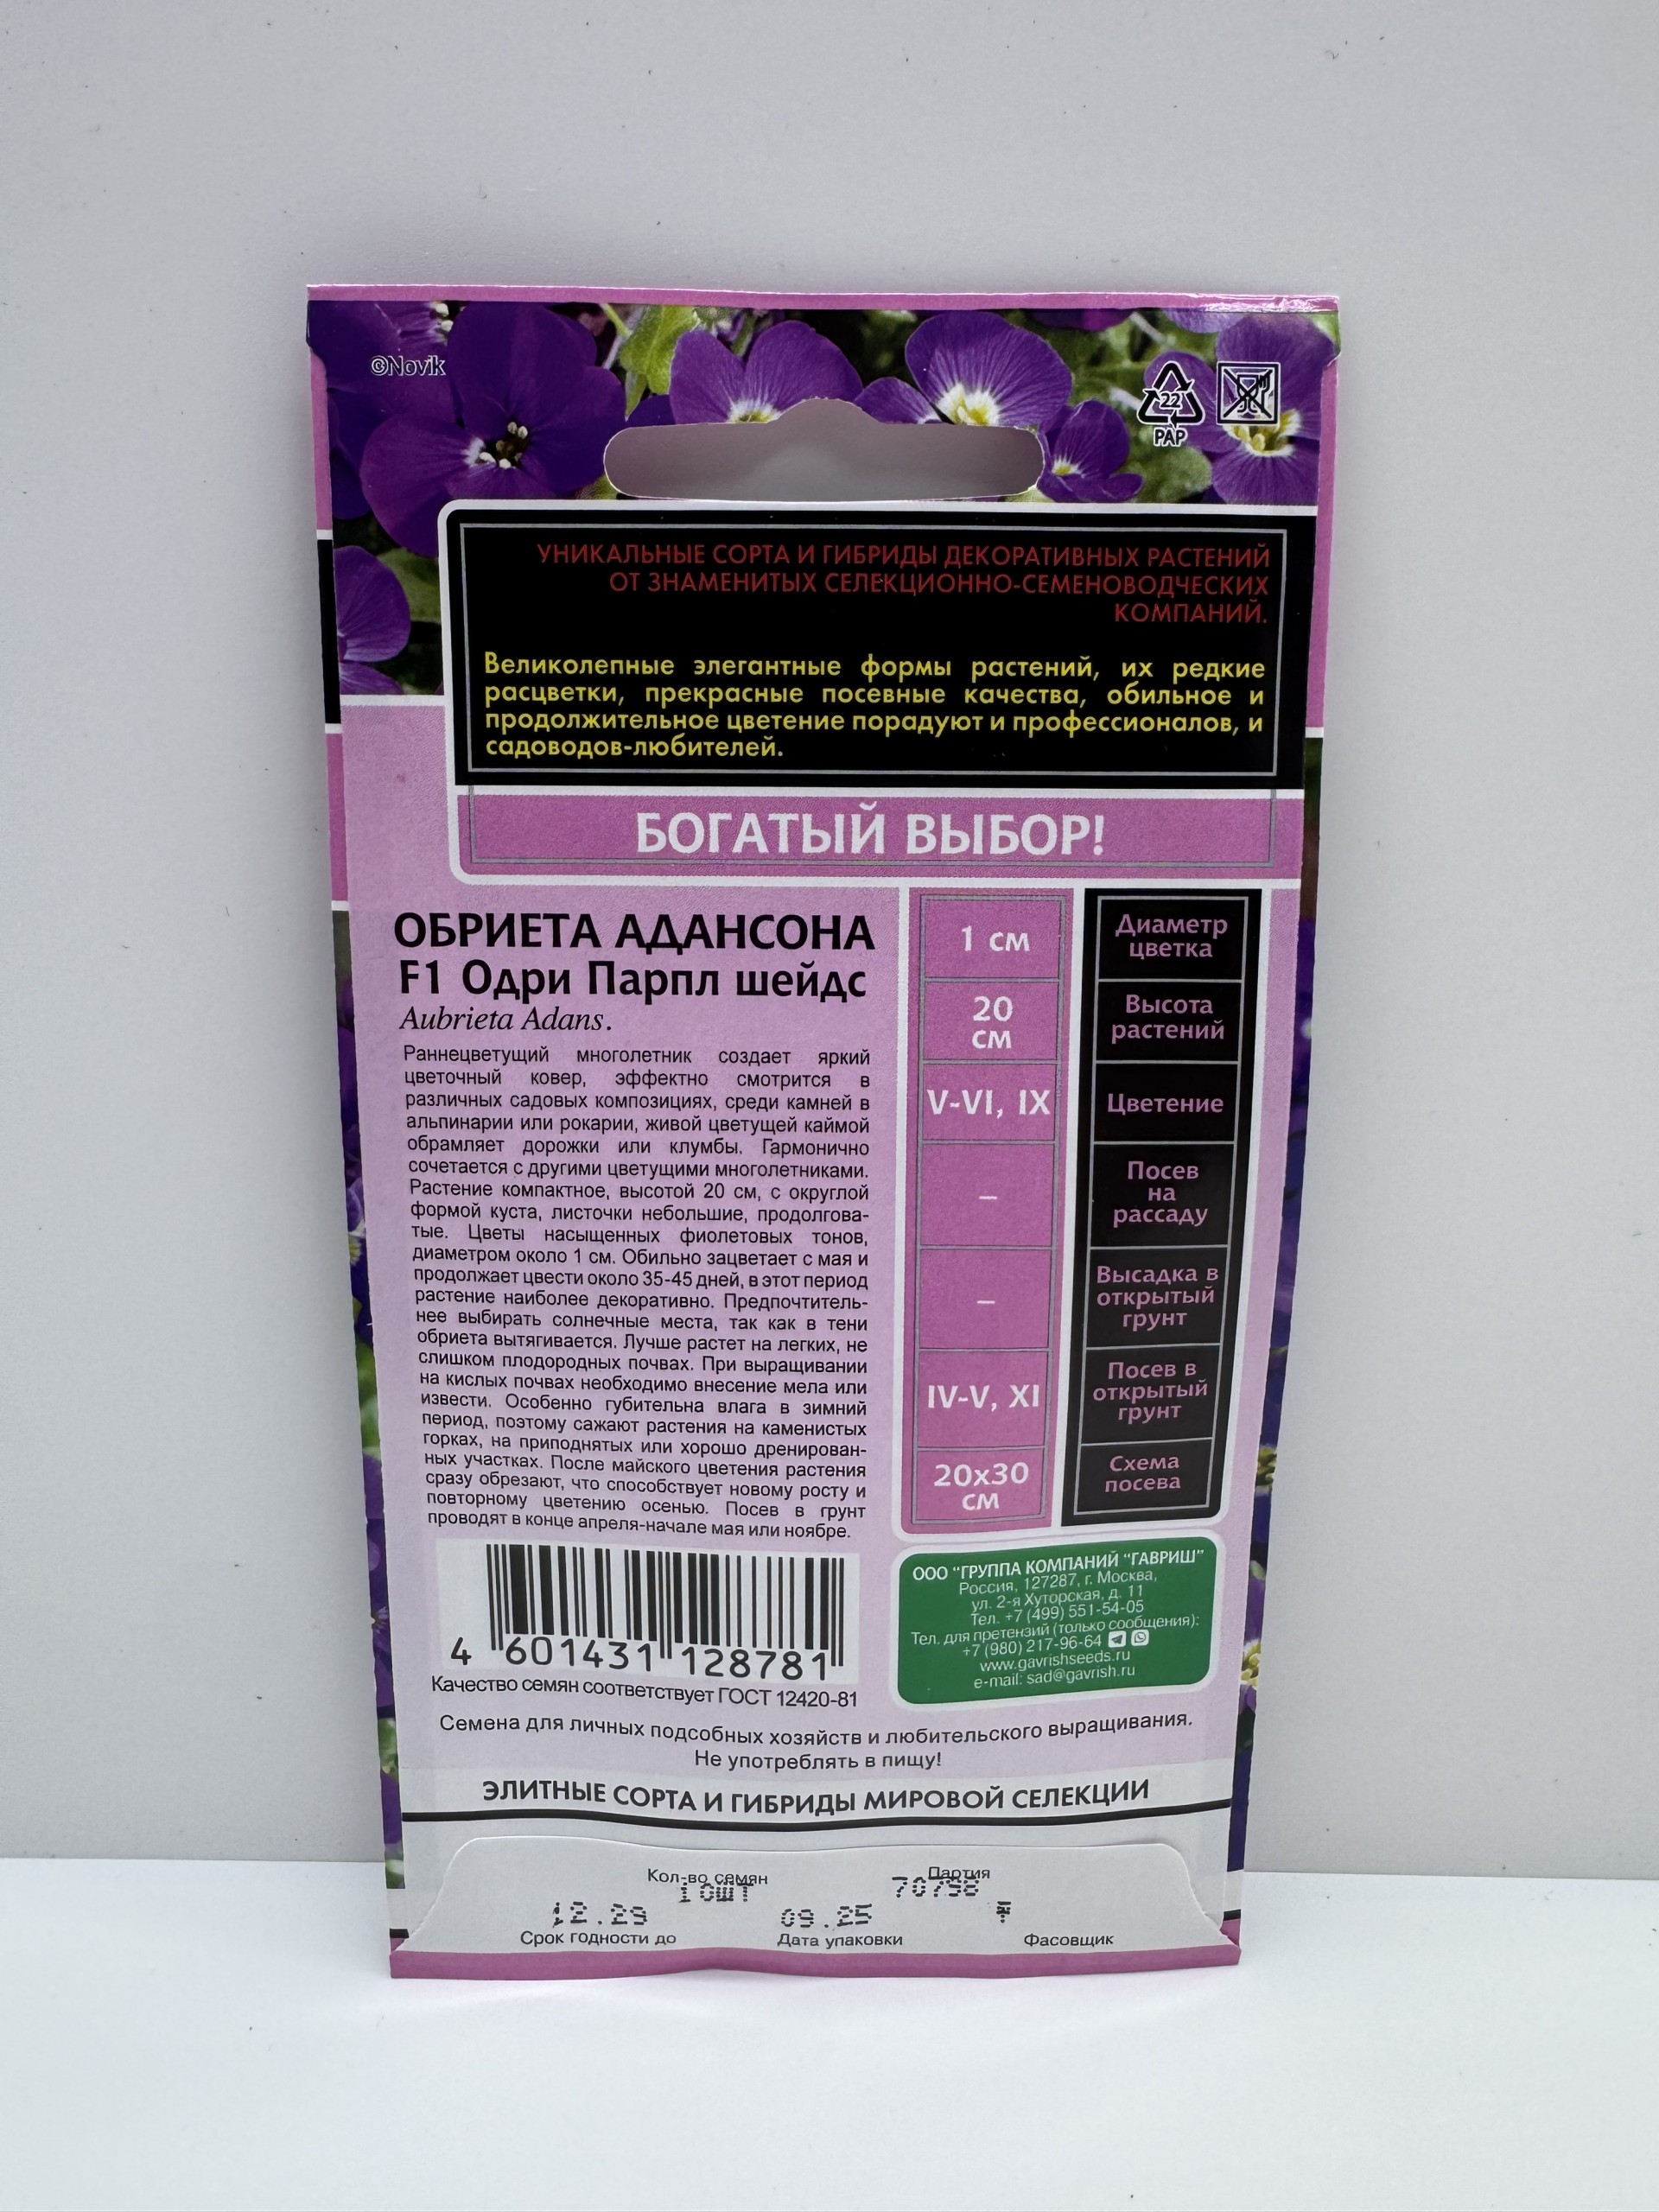 ©Novik
22
PAP
УНИКАЛЬНЫЕ СОРТА И ГИБРИДЫ ДЕКОРАТИВНЫХ РАСТЕНИЙ
ОТ ЗНАМЕНИТЫХ СЕЛЕКЦИОННО-СЕМЕНОВОДЧЕСКИХ
КОМПАНИЙ.
Великолепные элегантные формы растений, их редкие
расцветки, прекрасные посевные качества, обильное и
продолжительное цветение порадуют и профессионалов, и
садоводов-любителей.
БОГАТЫЙ ВЫБОР!
ОБРИЕТА АДАНСОНА
F1 Одри Парпл шейдс
Aubrieta Adans.
Раннецветущий многолетник создает яркий
цветочный ковер, эффектно смотрится в
различных садовых композициях, среди камней в
альпинарии или рокарии, живой цветущей каймой
обрамляет дорожки или клумбы. Гармонично
сочетается с другими цветущими многолетниками.
Растение компактное, высотой 20 см, с округлой
формой куста, листочки небольшие, продолгова-
тые. Цветы насыщенных фиолетовых тонов,
диаметром около 1 см. Обильно зацветает с мая и
продолжает цвести около 35-45 дней, в этот период
растение наиболее декоративно. Предпочтитель-
нее выбирать солнечные места, так как в тени
обриета вытягивается. Лучше растет на легких, не
слишком плодородных почвах. При выращивании
на кислых почвах необходимо внесение мела или
извести. Особенно губительна влага в зимний
период, поэтому сажают растения на каменистых
горках, на приподнятых или хорошо дренирован-
ных участках. После майского цветения растения
сразу обрезают, что способствует новому росту и
повторному цветению осенью. Посев в грунт
проводят в конце апреля-начале мая или ноябре.
1 см
Диаметр
цветка
20
см
Высота
растений
V-VI, IX
Цветение
–
Посев
на
рассаду
–
Высадка в
открытый
грунт
IV-V, XI
Посев в
открытый
грунт
20х30
см
Схема
посева
4 601431 128781
Качество семян соответствует ГОСТ 12420-81
ООО "ГРУППА КОМПАНИЙ "ГАВРИШ"
Россия, 127287, г. Москва,
ул. 2-я Хуторская, д. 11
Тел. +7 (499) 551-54-05
Тел. для претензий (только сообщения):
+7 (980) 217-96-64
www.gavrishseeds.ru
e-mail: sad@gavrish.ru
Семена для личных подсобных хозяйств и любительского выращивания.
Не употреблять в пищу!
ЭЛИТНЫЕ СОРТА И ГИБРИДЫ МИРОВОЙ СЕЛЕКЦИИ
Кол-во семян
Партия
10шт
70798
12.29
09.25
Срок годности до
Дата упаковки
Фасовщик